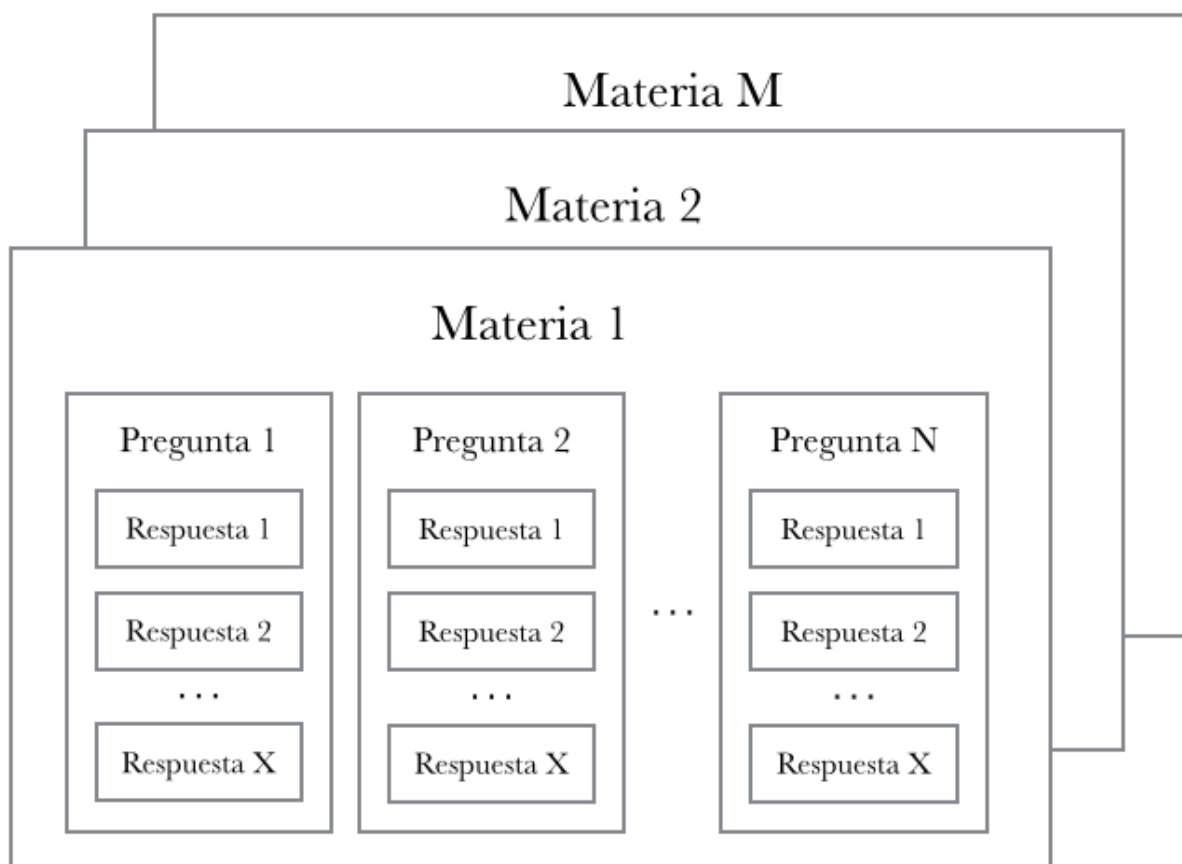 Materia M
Materia 2
Materia 1
Pregunta 1
Respuesta 1
Respuesta 2
...
Respuesta X
Pregunta 2
Respuesta 1
Respuesta 2
...
Respuesta X
...
Pregunta N
Respuesta 1
Respuesta 2
...
Respuesta X